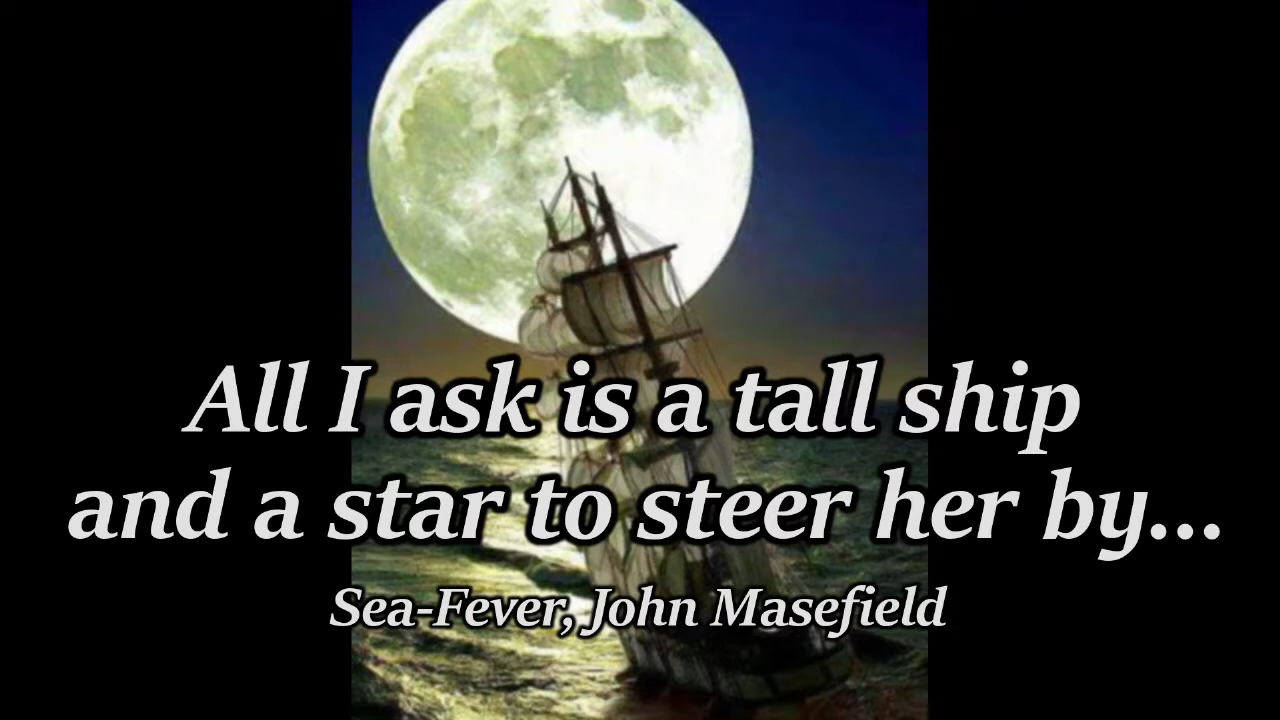 All I ask is a tall ship
and a star to steer her by...
Sea-Fever, John Masefield